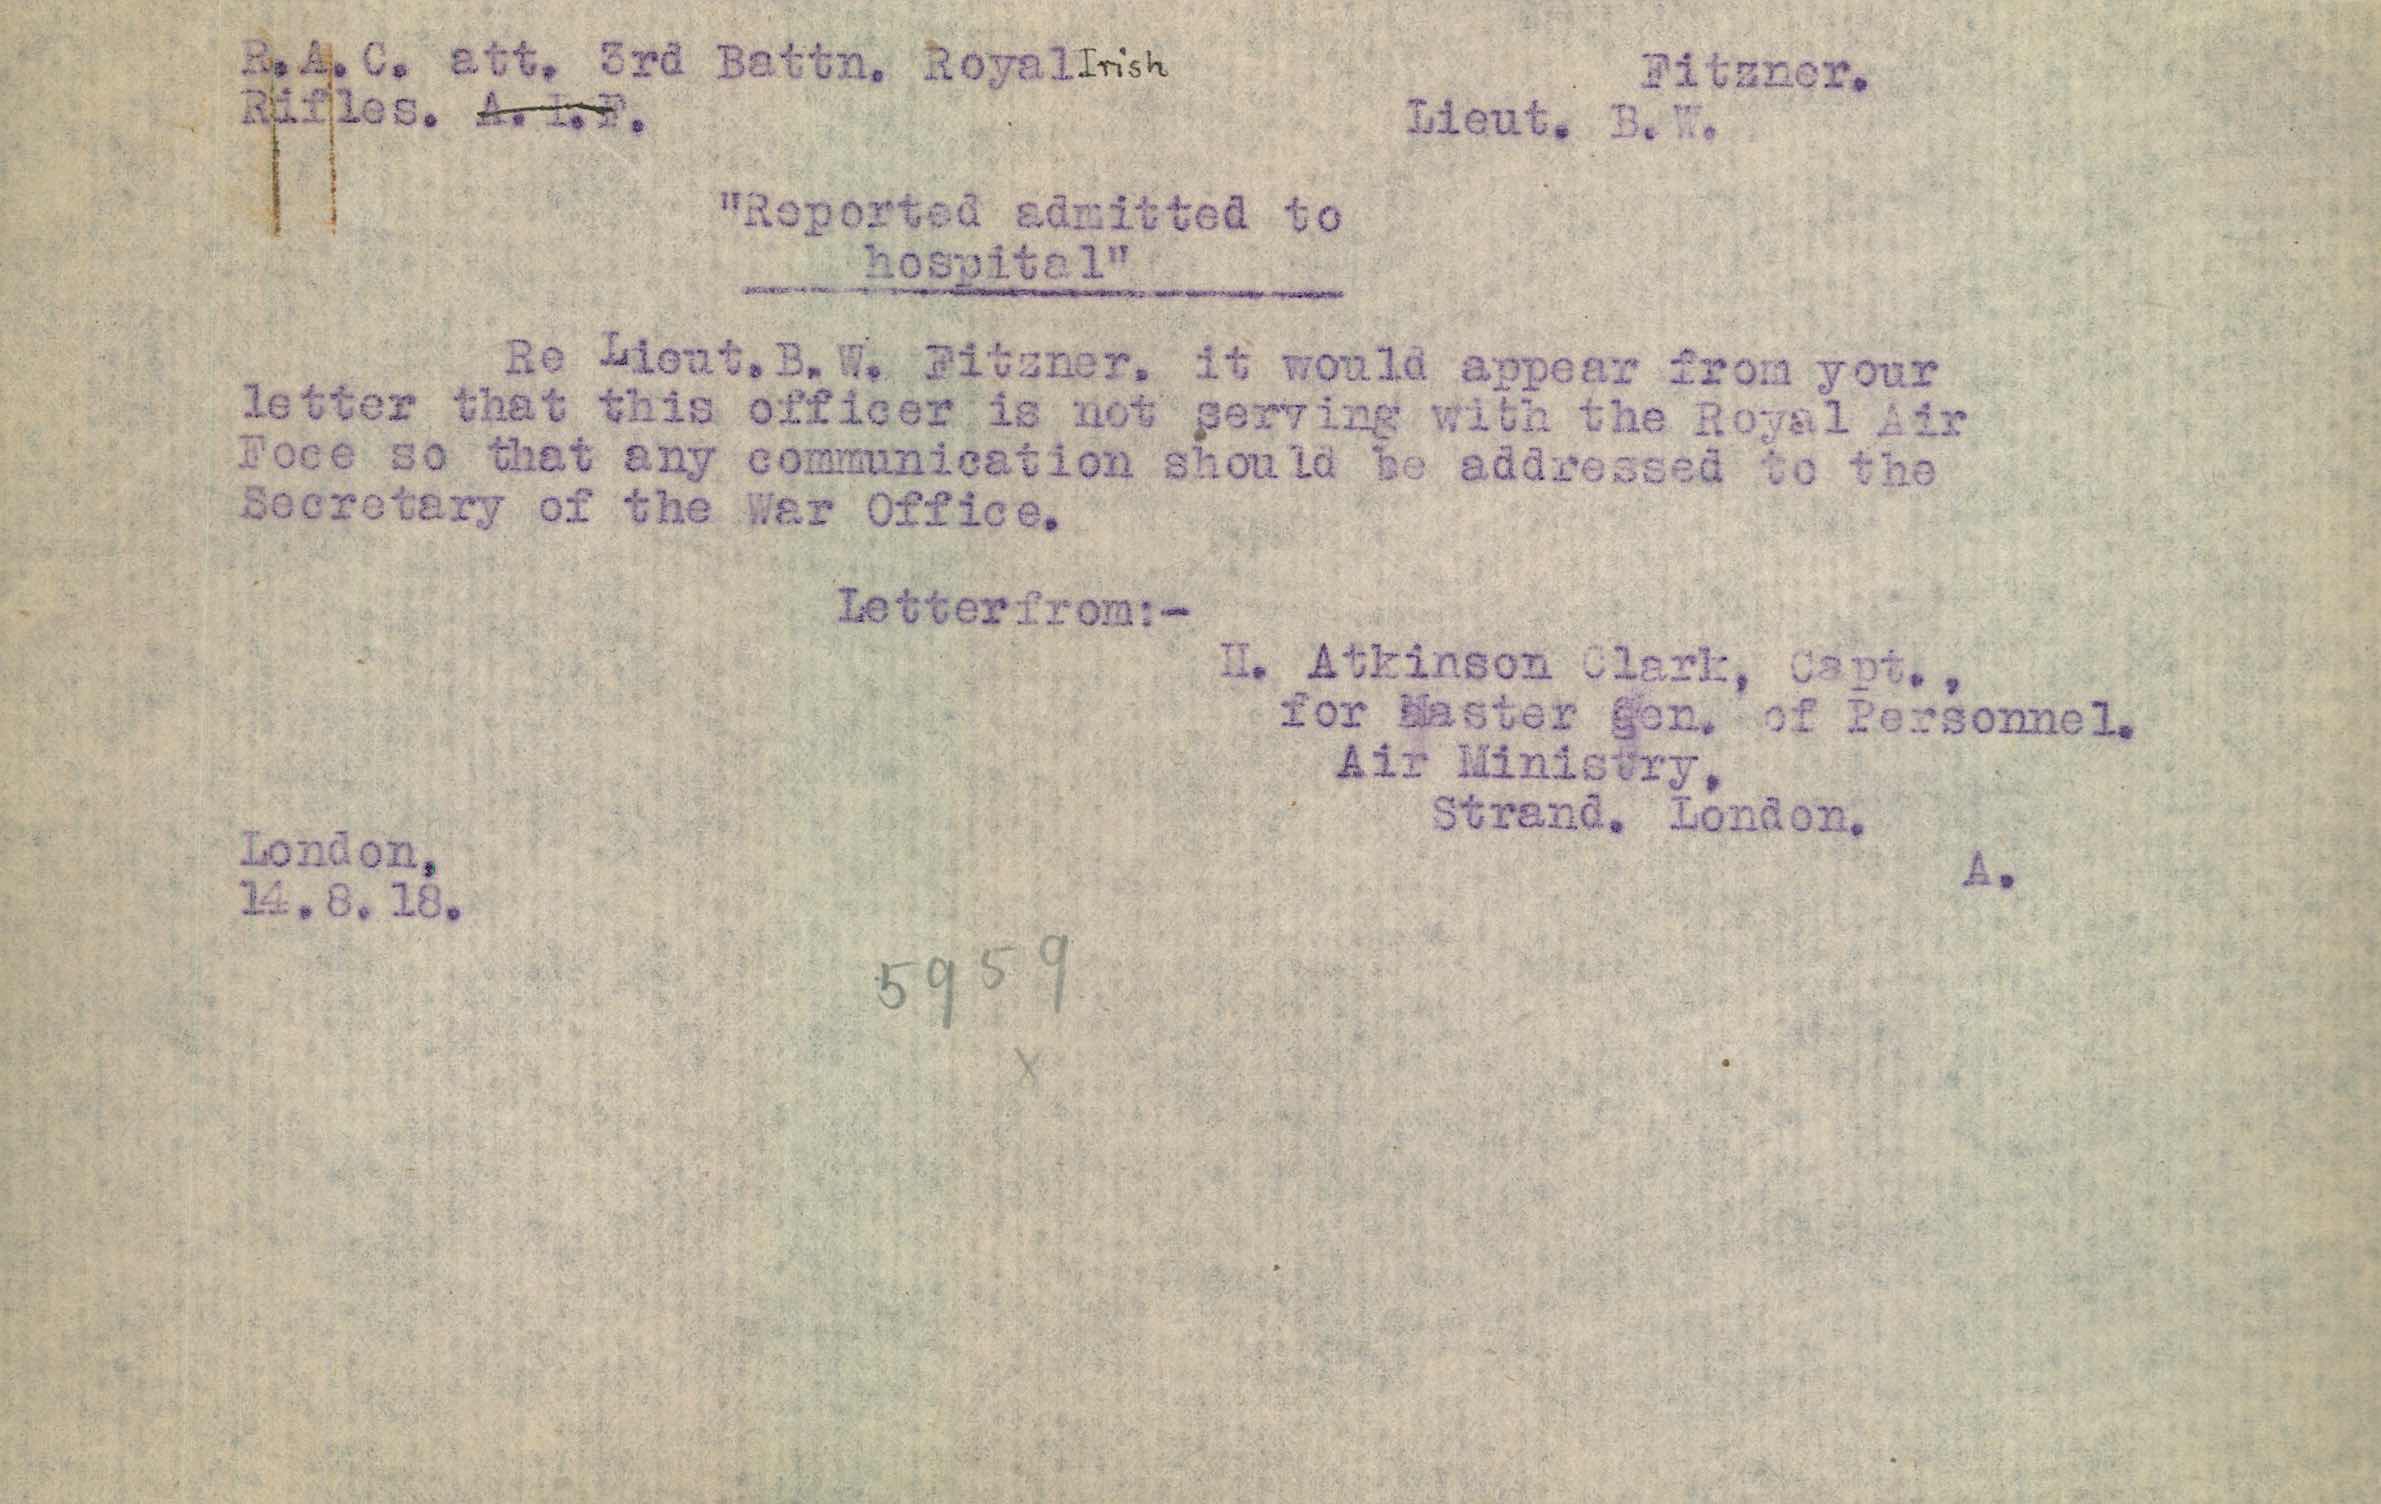 R.A.C. att. 3rd Battn. Royal Irish
Rifles. A.I.F.
Fitzner.
Lieut. B.W.
"Reported admitted to
hospital"
Re Lieut.B.W. Fitzner. it would appear from your
letter that this officer is not serving with the Royal Air
Foce so that any communication should be addressed to the
Secretary of the War Office.
Letterfrom:-
H. Atkinson Clark, Capt.,
for Master Gen. of Personnel.
Air Ministry,
Strand. London.
A.
London,
14.8.18.
5959
x